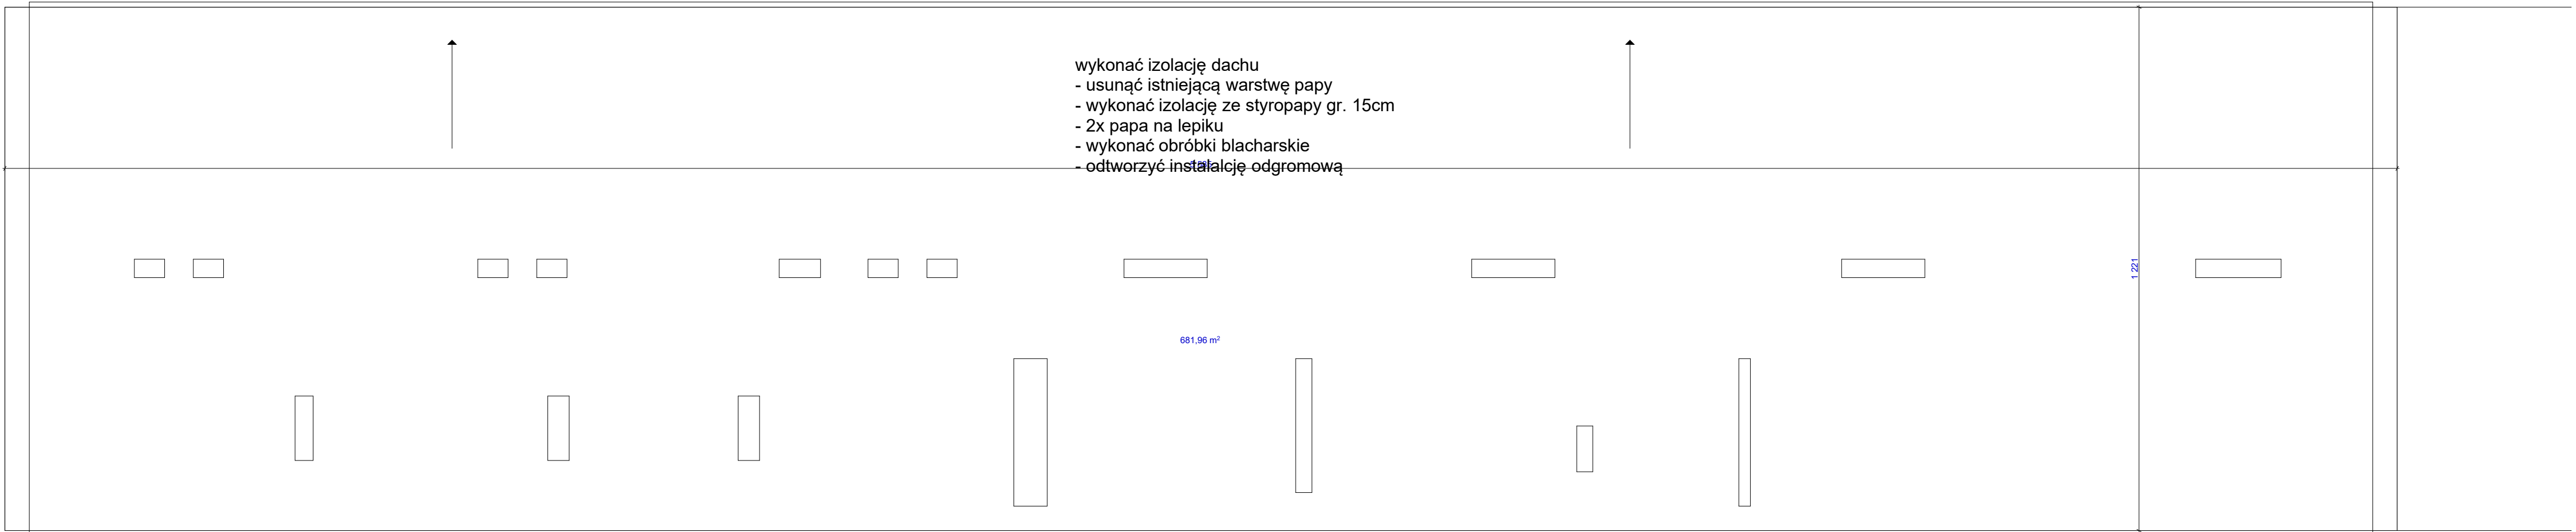 wykonać izolację dachu
- usunąć istniejącą warstwę papy
- wykonać izolację ze styropapy gr. 15cm
- 2x papa na lepiku
- wykonać obróbki blacharskie
- odtworzyć instalalcję odgromową
1 221
681,96 m²